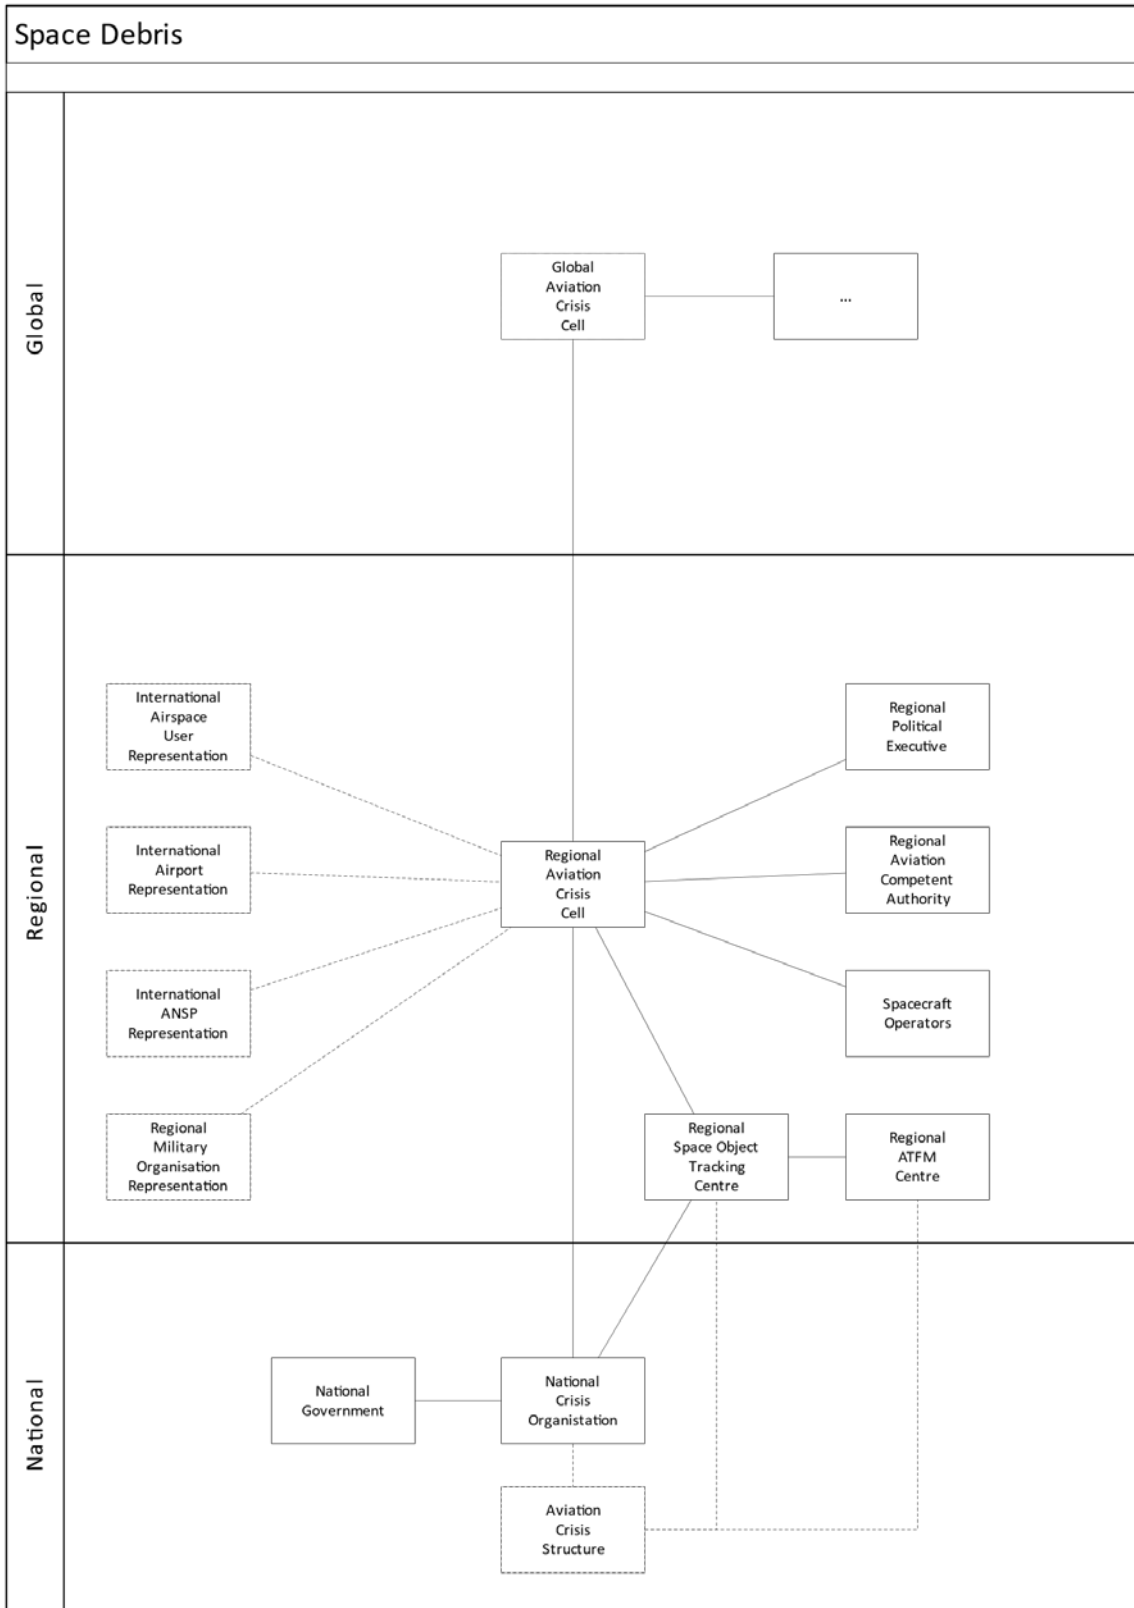 Space Debris
Global
Global
Aviation
Crisis
Cell
...
Regional
International
Airspace
User
Representation
Regional
Political
Executive
International
Airport
Representation
Regional
Aviation
Crisis
Cell
Regional
Aviation
Competent
Authority
International
ANSP
Representation
Spacecraft
Operators
Regional
Military
Organisation
Representation
Regional
Space Object
Tracking
Centre
Regional
ATFM
Centre
National
National
Government
National
Crisis
Organistation
Aviation
Crisis
Structure